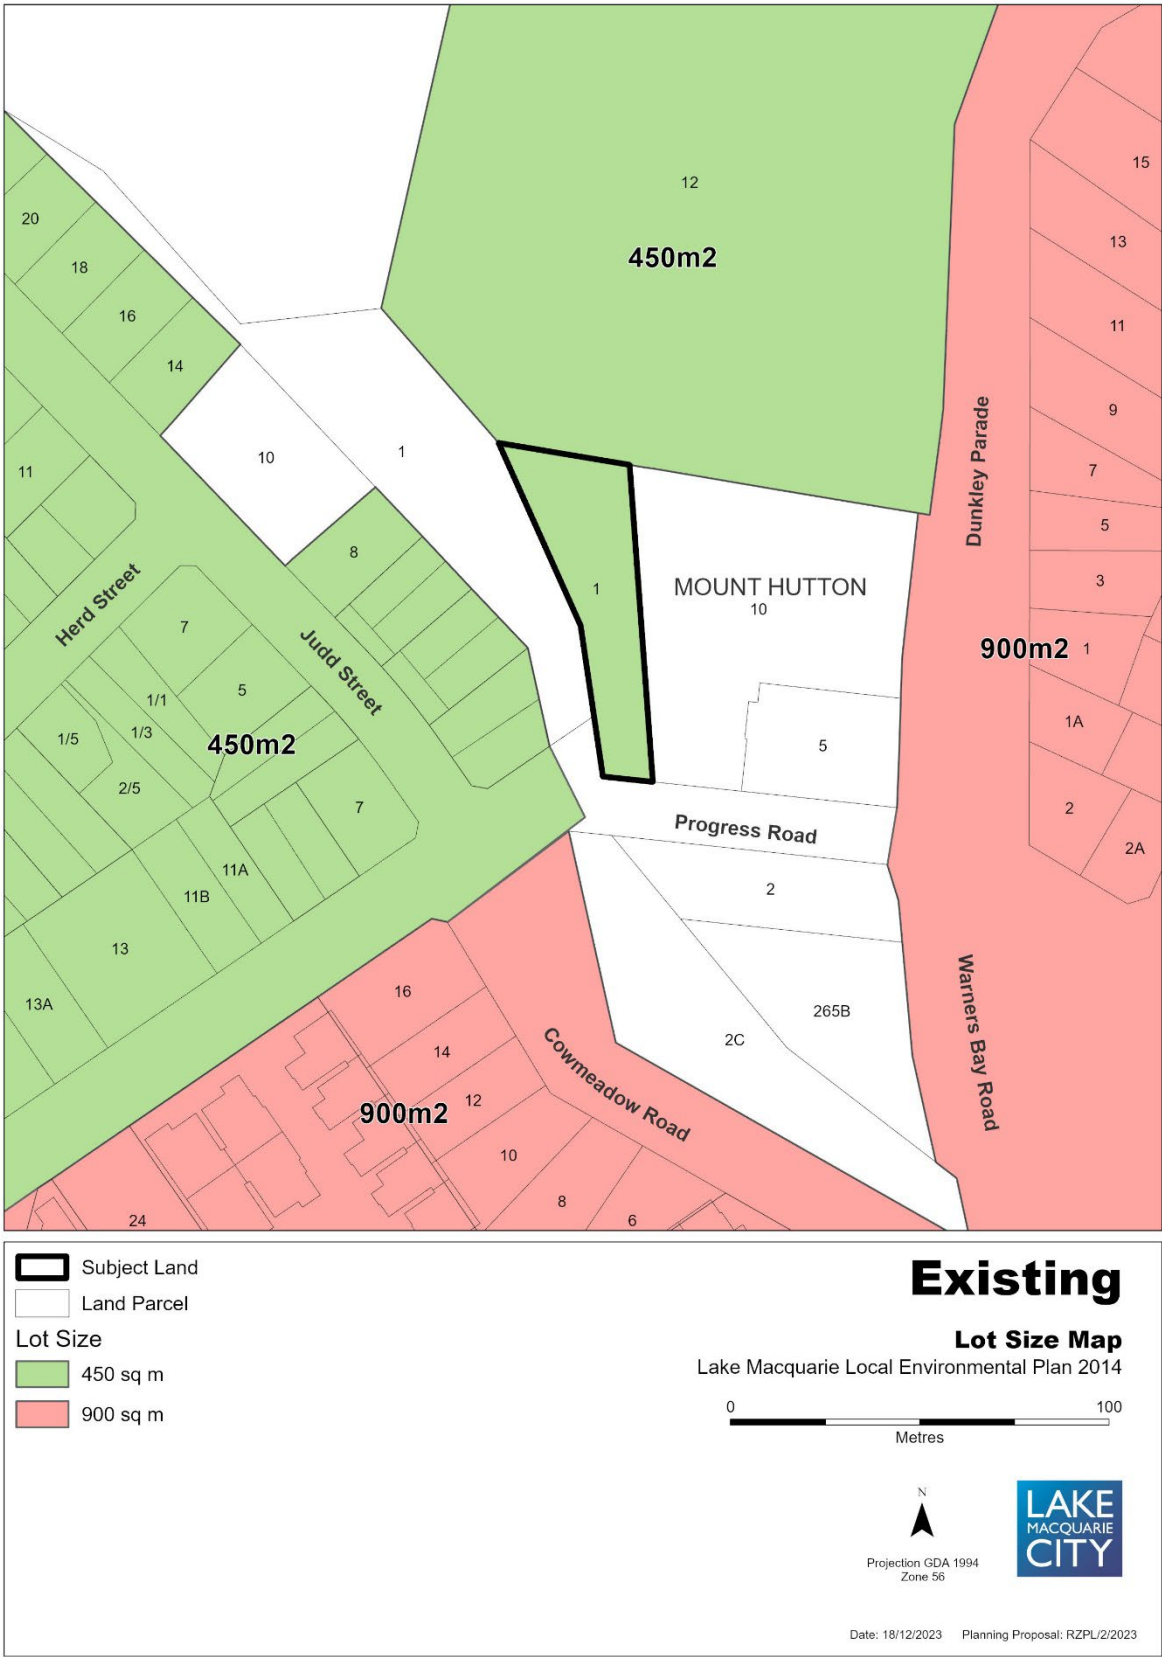 12
450m2
15
20
13
18
16
11
14
9
Dunkley Parade
10
1
11
7
5
8
3
1
MOUNT HUTTON
10
Herd Street
7
Judd Street
900m2
1
5
1/1
1A
1/3
1/5
450m2
5
2/5
7
2
Progress Road
2A
11A
2
11B
13
16
13A
265B
2C
14
Cowmeadow Road
Warners Bay Road
12
900m2
10
8
24
6
Subject Land
Land Parcel
Lot Size
450 sq m
900 sq m
Existing
Lot Size Map
Lake Macquarie Local Environmental Plan 2014
0 100
Metres
N
Projection GDA 1994
Zone 56
LAKE
MACQUARIE
CITY
Date: 18/12/2023 Planning Proposal: RZPL/2/2023